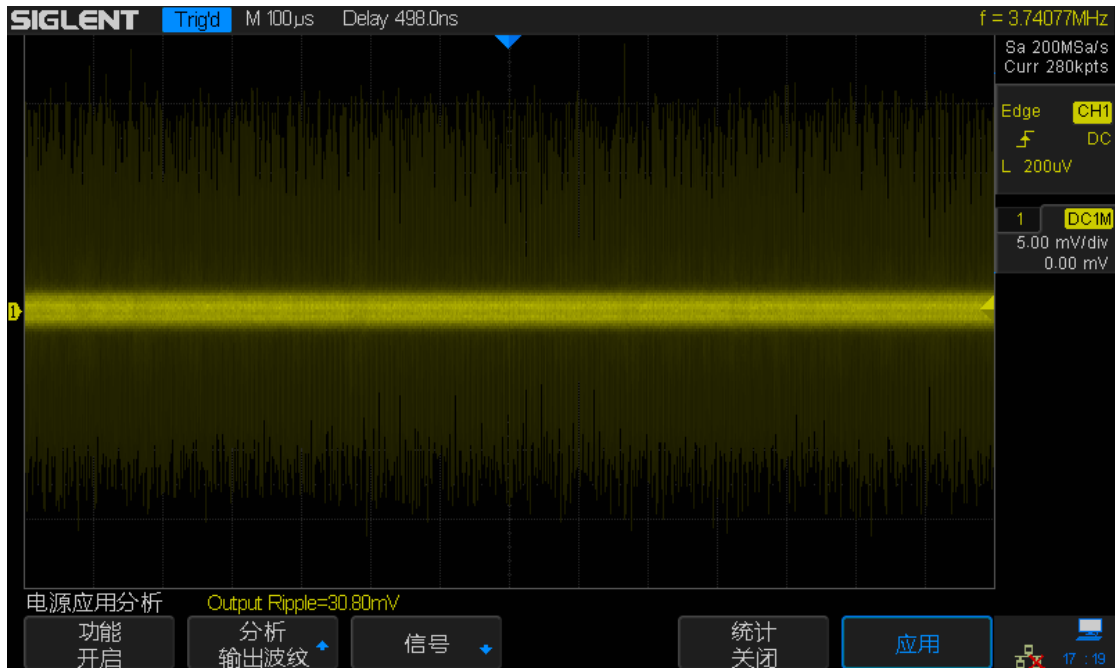 SIGLENT Trig'd M 100µs Delay 498.0ns f = 3.74077MHz
Sa 200MSa/s
Curr 280kpts
Edge CH1
DC
L 200uV
1 DC1M
5.00 mV/div
0.00 mV
1
电源应用分析 Output Ripple=30.80mV
功能 分析 信号 统计 应用
开启 输出波纹 关闭
17 : 19